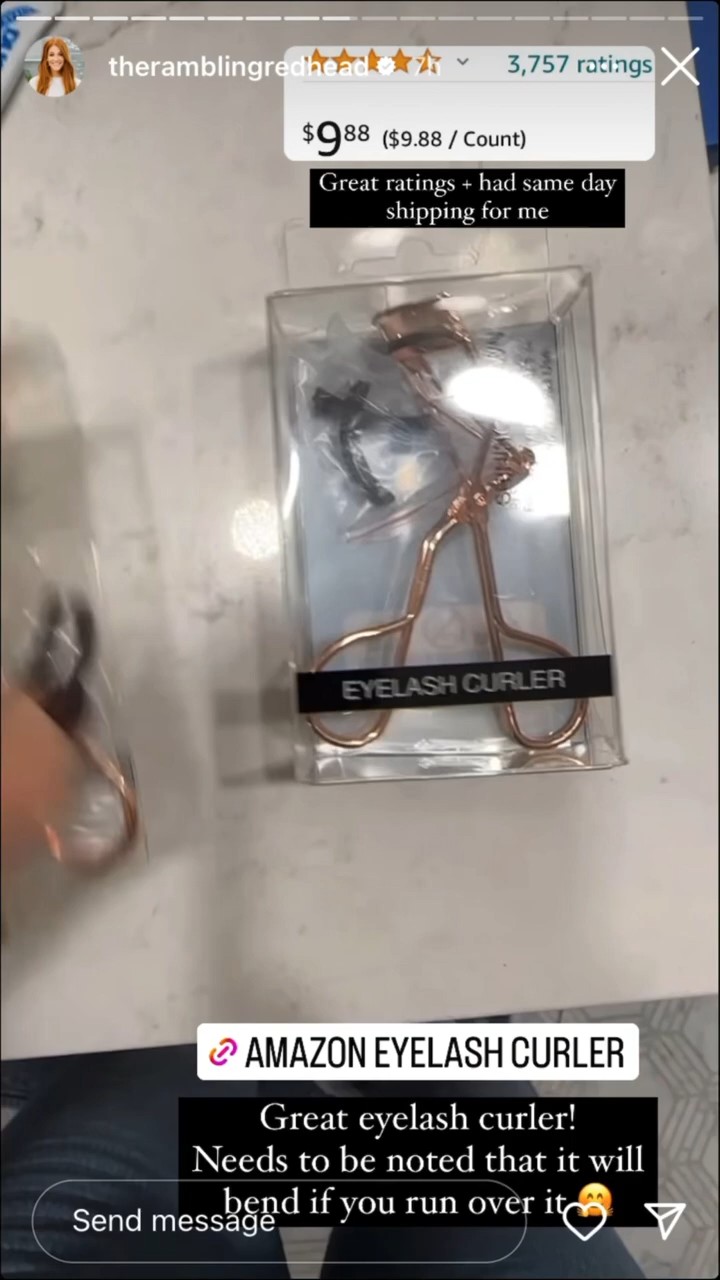 theramblingredhead 7h
3,757 ratings
$9 88 ($9.88 / Count)
Great ratings + had same day
shipping for me
EYELASH CURLER
AMAZON EYELASH CURLER
Great eyelash curler!
Needs to be noted that it will
bend if you run over it 🤭
Send message